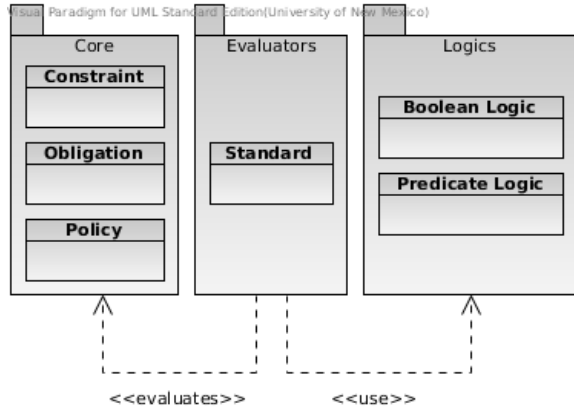 Visual Paradigm for UML Standard Edition(University of New Mexico)
Core
Constraint
Obligation
Policy
Evaluators
Standard
Logics
Boolean Logic
Predicate Logic
<<evaluates>>
<<use>>